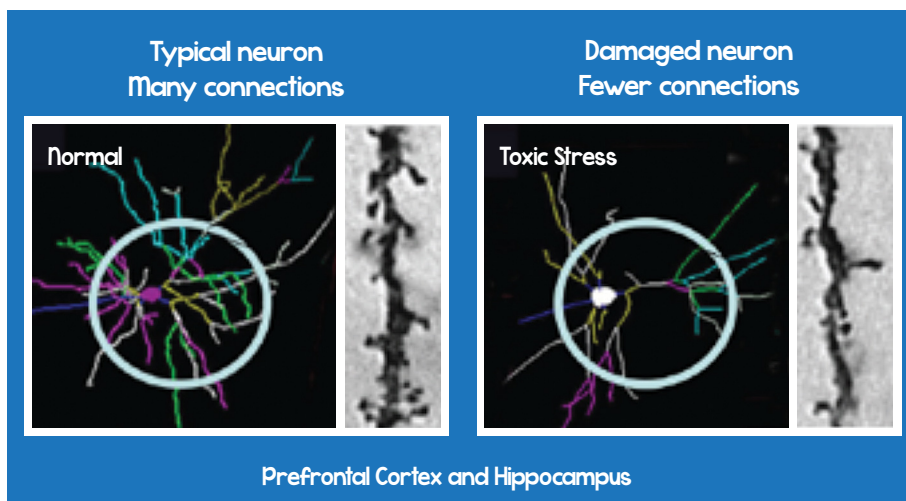 Typical neuron
Many connections
Damaged neuron
Fewer connections
Normal
Toxic Stress
Prefrontal Cortex and Hippocampus